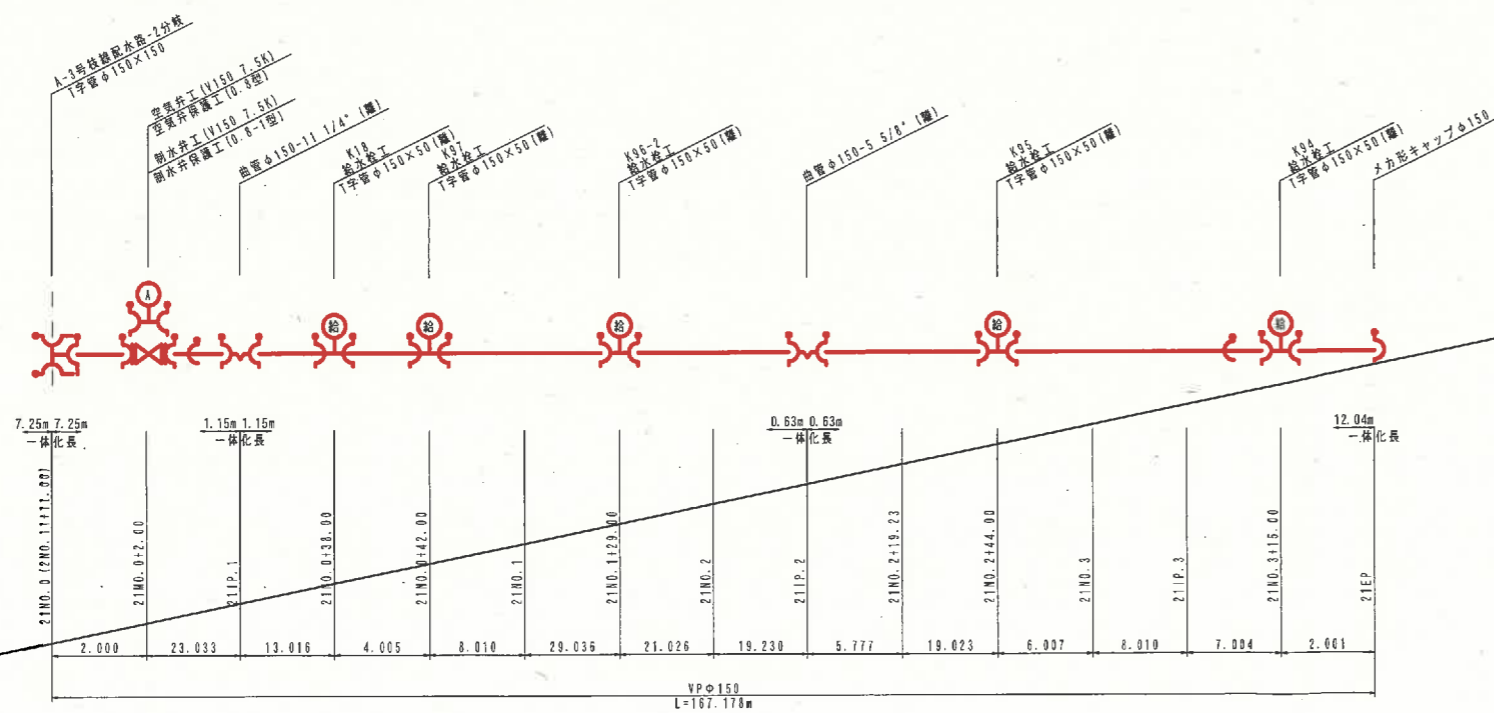 A-3号枝線配水路-2分岐
T字管φ150×150
空気弁工(V150 7.5K)
空気弁保護工(0.8型)
制水弁工(V150 7.5K)
制水弁保護工(0.8-1型)
曲管φ150-11 1/4°(離)
K18
給水栓工
T字管φ150×50(離)
K97
給水栓工
T字管φ150×50(離)
K96-2
給水栓工
T字管φ150×50(離)
曲管φ150-5 5/8°(離)
K95
給水栓工
T字管φ150×50(離)
K94
給水栓工
T字管φ150×50(離)
メカ形キャップφ150
A
給
給
給
給
給
7.25m 7.25m
一体化長
1.15m 1.15m
一体化長
0.63m 0.63m
一体化長
12.04m
一体化長
21NO.0 (2NO.11+11.00)
21NO.0+2.00
21IP.1
21NO.0+38.00
21NO.0+42.00
21NO.1
21NO.1+29.00
21NO.2
21IP.2
21NO.2+19.23
21NO.2+44.00
21NO.3
21IP.3
21NO.3+15.00
21EP
2.000 23.033 13.016 4.005 8.010 29.036 21.026 19.230 5.777 19.023 6.007 8.010 7.004 2.001
VPφ150
L=167.178m